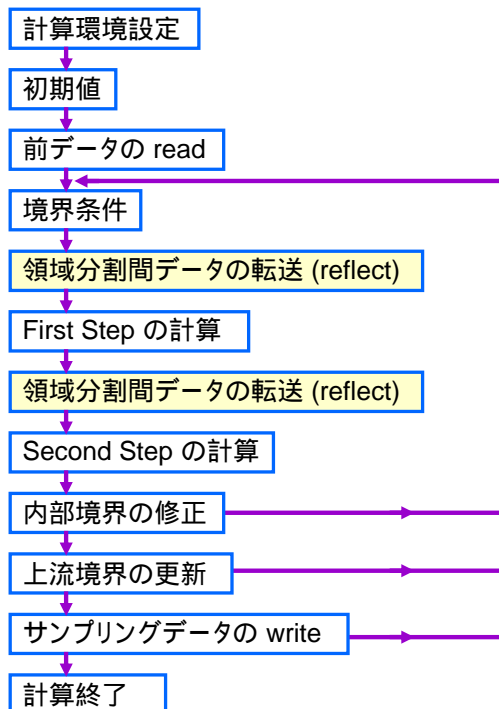 計算環境設定
初期値
前データの read
境界条件
領域分割間データの転送 (reflect)
First Step の計算
領域分割間データの転送 (reflect)
Second Step の計算
内部境界の修正
上流境界の更新
サンプリングデータの write
計算終了